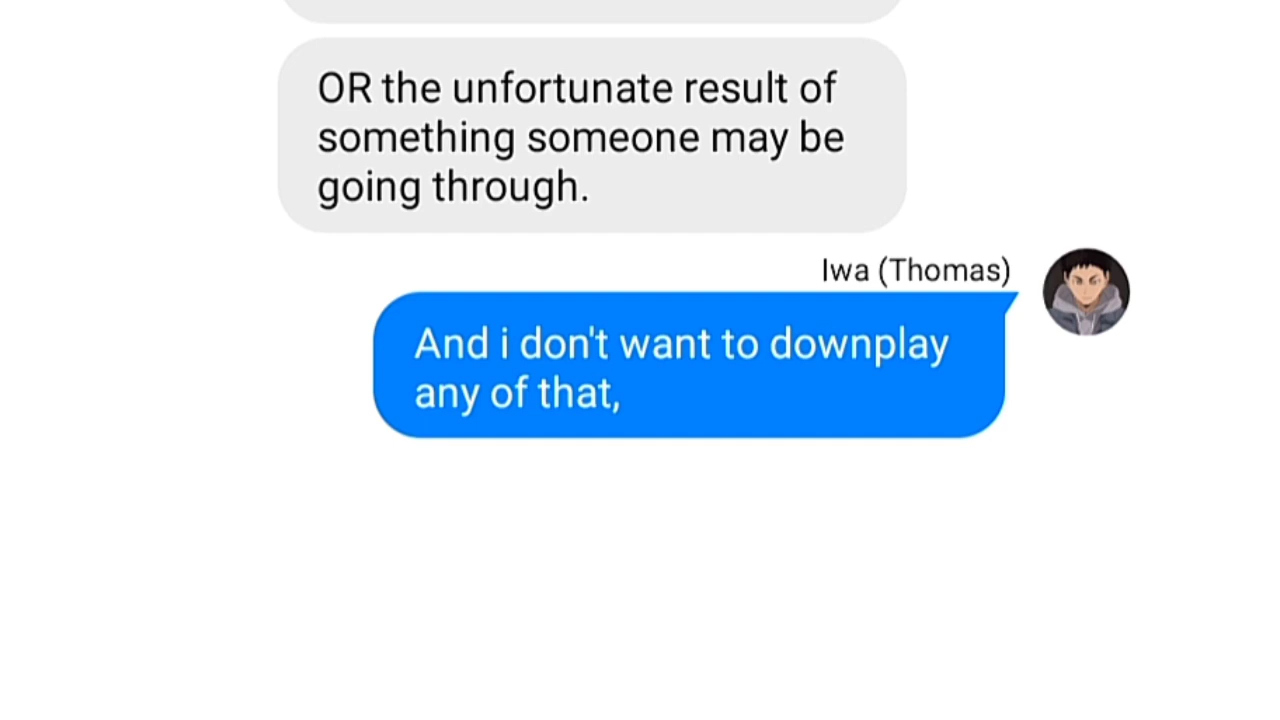 OR the unfortunate result of
something someone may be
going through.
Iwa (Thomas)
And i don't want to downplay
any of that,